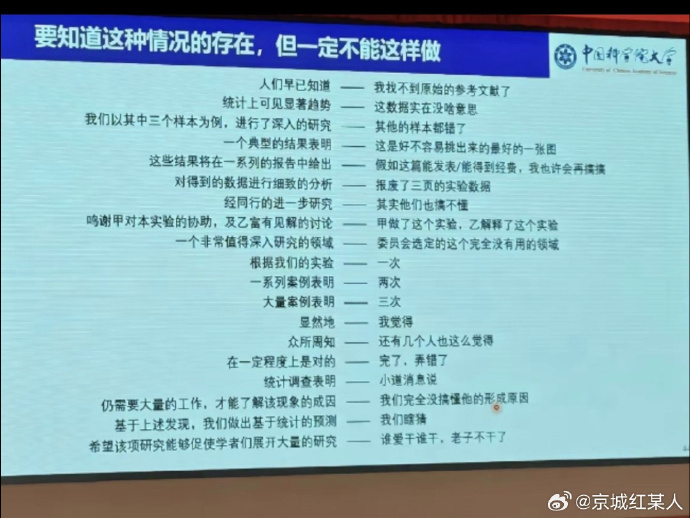 要知道这种情况的存在，但一定不能这样做
中国科学院大学
University of Chinese Academy of Sciences
人们早已知道 —— 我找不到原始的参考文献了
统计上可见显著趋势 —— 这数据实在没啥意思
我们以其中三个样本为例，进行了深入的研究 —— 其他的样本都错了
一个典型的结果表明 —— 这是好不容易挑出来的最好的一张图
这些结果将在一系列的报告中给出 —— 假如这篇能发表/能得到经费，我也许会再搞搞
对得到的数据进行细致的分析 —— 报废了三页的实验数据
经同行的进一步研究 —— 其实他们也搞不懂
鸣谢甲对本实验的协助，及乙富有见解的讨论 —— 甲做了这个实验，乙解释了这个实验
一个非常值得深入研究的领域 —— 委员会选定的这个完全没有用的领域
根据我们的实验 —— 一次
一系列案例表明 —— 两次
大量案例表明 —— 三次
显然地 —— 我觉得
众所周知 —— 还有几个人也这么觉得
在一定程度上是对的 —— 完了，弄错了
统计调查表明 —— 小道消息说
仍需要大量的工作，才能了解该现象的成因 —— 我们完全没搞懂他的形成原因
基于上述发现，我们做出基于统计的预测 —— 我们瞎猜
希望该项研究能够促使学者们展开大量的研究 —— 谁爱干谁干，老子不干了
@京城红某人